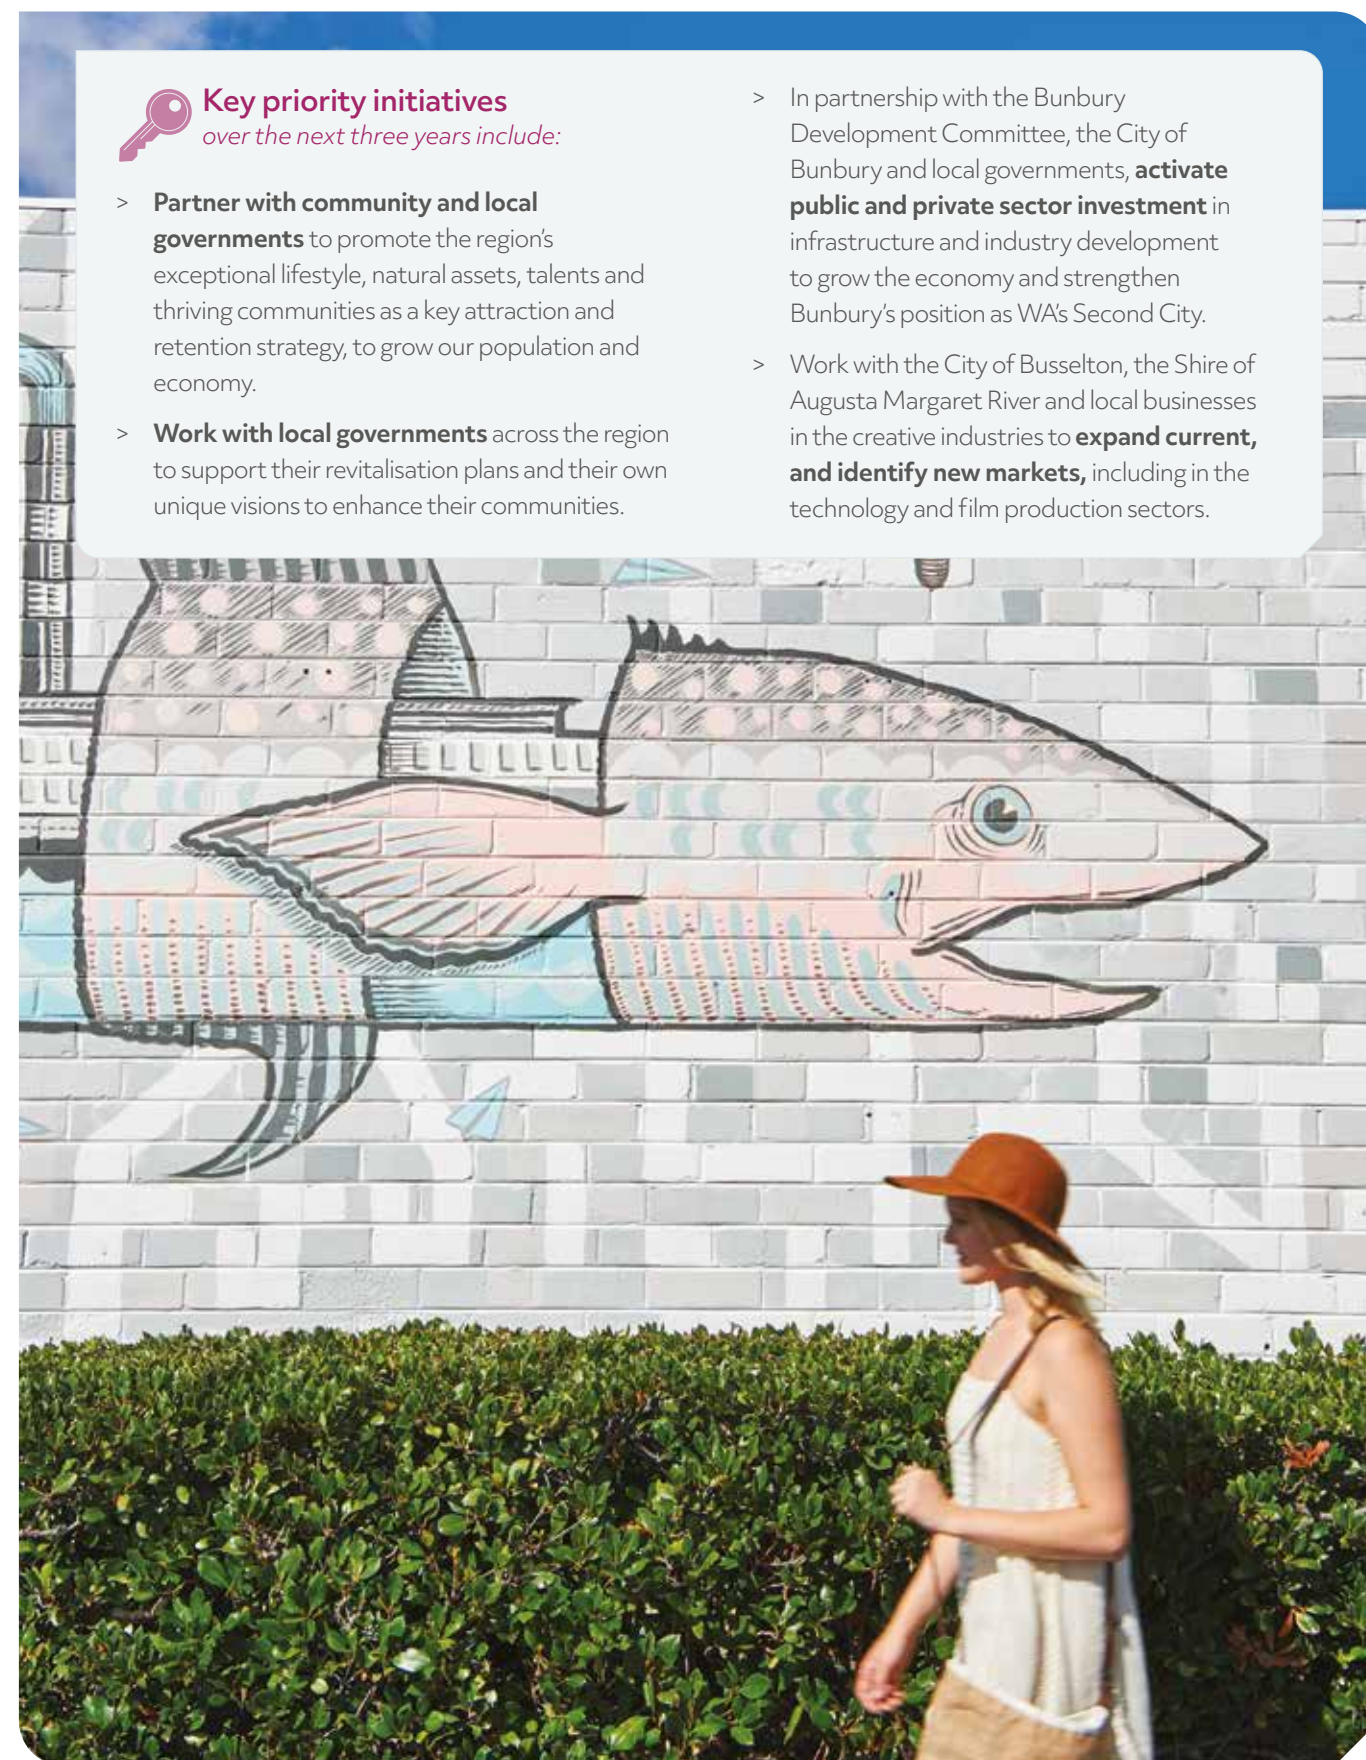 Key priority initiatives
over the next three years include:
> Partner with community and local
governments to promote the region's
exceptional lifestyle, natural assets, talents and
thriving communities as a key attraction and
retention strategy, to grow our population and
economy.
> Work with local governments across the region
to support their revitalisation plans and their own
unique visions to enhance their communities.
> In partnership with the Bunbury
Development Committee, the City of
Bunbury and local governments, activate
public and private sector investment in
infrastructure and industry development
to grow the economy and strengthen
Bunbury's position as WA's Second City.
> Work with the City of Busselton, the Shire of
Augusta Margaret River and local businesses
in the creative industries to expand current,
and identify new markets, including in the
technology and film production sectors.